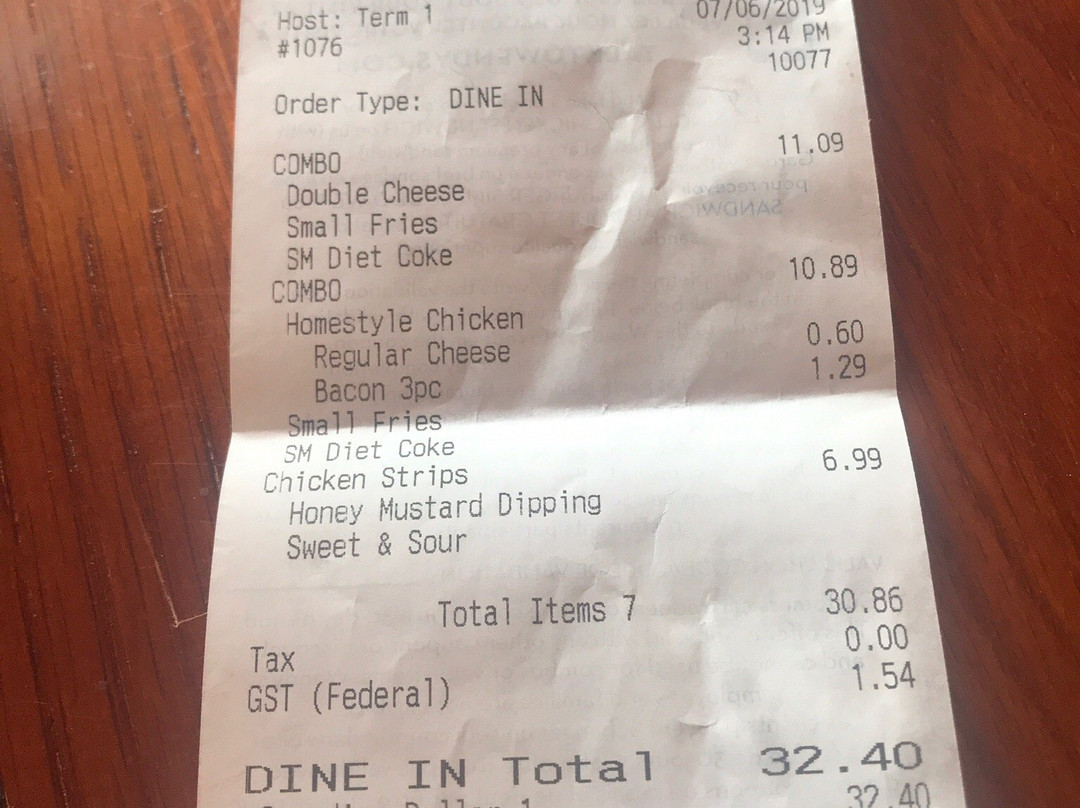 Host: Term 1 07/06/2019
#1076 3:14 PM
10077
Order Type: DINE IN
COMBO 11.09
Double Cheese
Small Fries
SM Diet Coke
COMBO 10.89
Homestyle Chicken
Regular Cheese 0.60
Bacon 3pc 1.29
Small Fries
SM Diet Coke
Chicken Strips 6.99
Honey Mustard Dipping
Sweet & Sour
Total Items 7 30.86
Tax 0.00
GST (Federal) 1.54
DINE IN Total 32.40
32.40